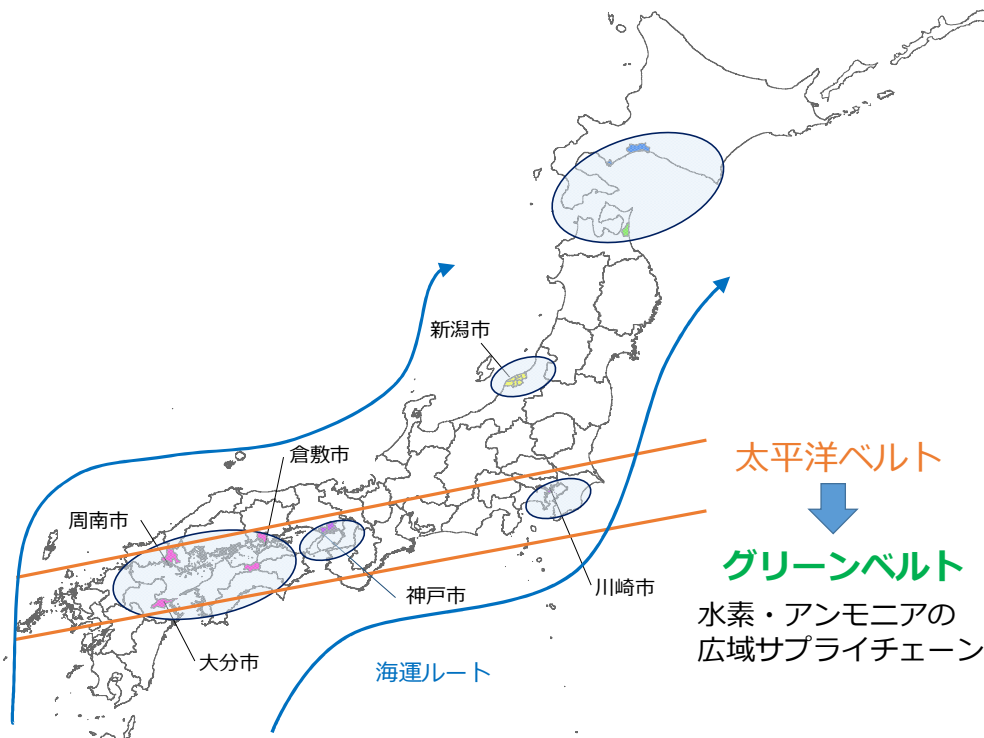 新潟市
倉敷市
太平洋ベルト
周南市
グリーンベルト
神戸市
川崎市
水素・アンモニアの
広域サプライチェーン
大分市
海運ルート